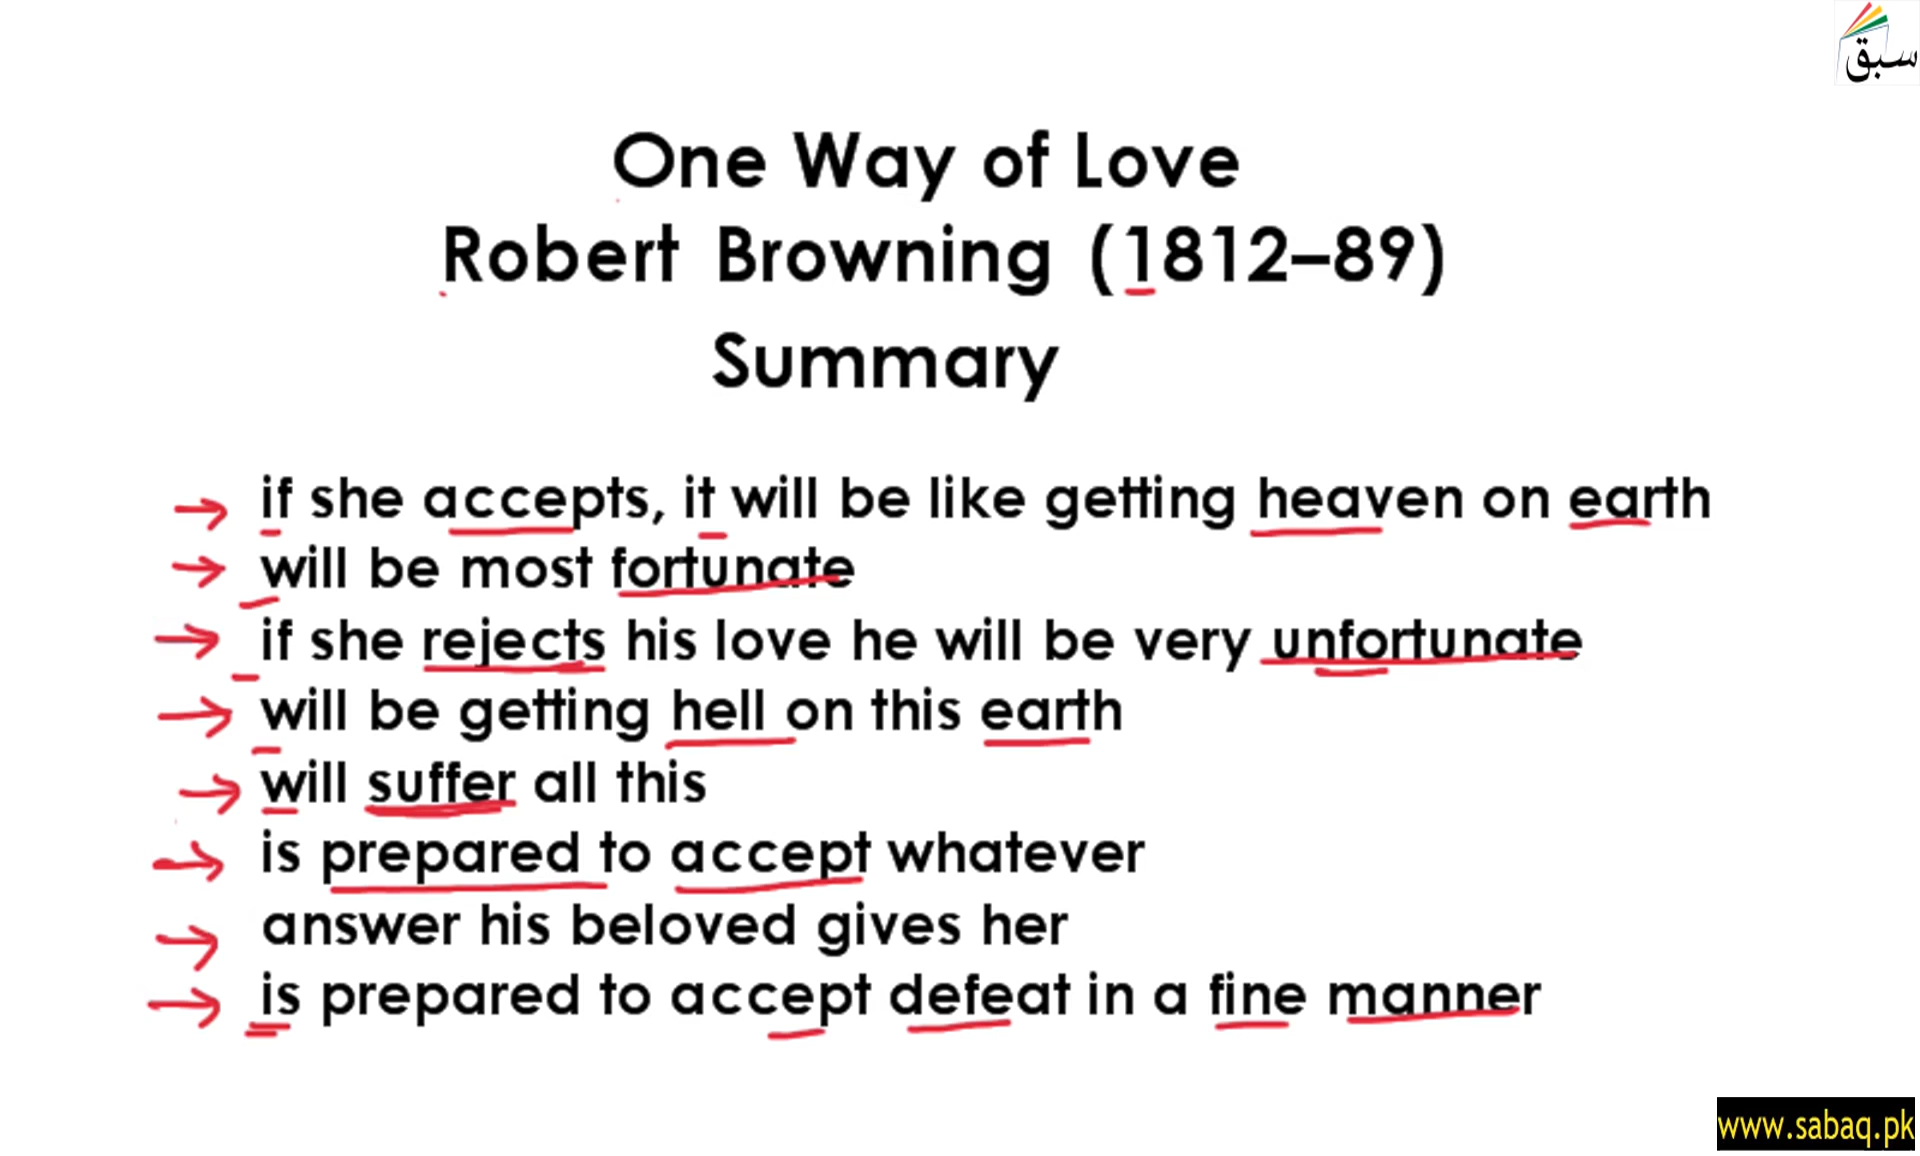 سبق
One Way of Love
Robert Browning (1812–89)
Summary
if she accepts, it will be like getting heaven on earth
will be most fortunate
if she rejects his love he will be very unfortunate
will be getting hell on this earth
will suffer all this
is prepared to accept whatever
answer his beloved gives her
is prepared to accept defeat in a fine manner
www.sabaq.pk